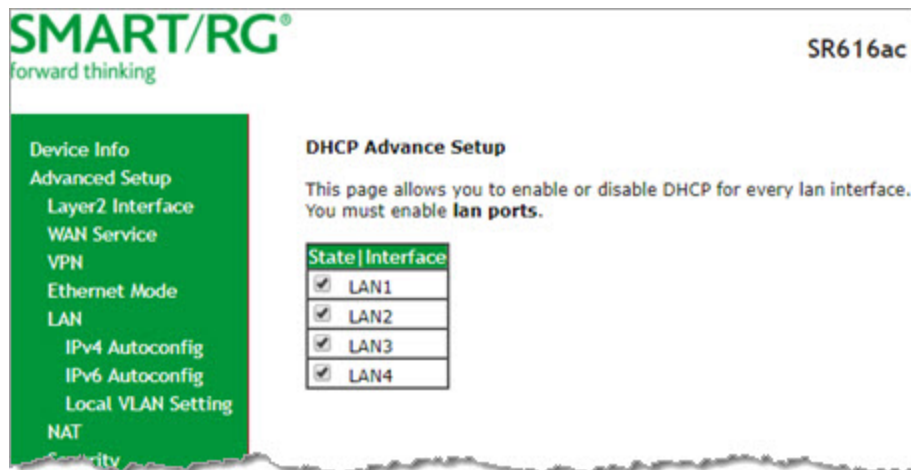 SMART/RG®
forward thinking
SR616ac
Device Info
Advanced Setup
Layer2 Interface
WAN Service
VPN
Ethernet Mode
LAN
IPv4 Autoconfig
IPv6 Autoconfig
Local VLAN Setting
NAT
DHCP Advance Setup
This page allows you to enable or disable DHCP for every lan interface.
You must enable lan ports.
State|Interface
LAN1
LAN2
LAN3
LAN4